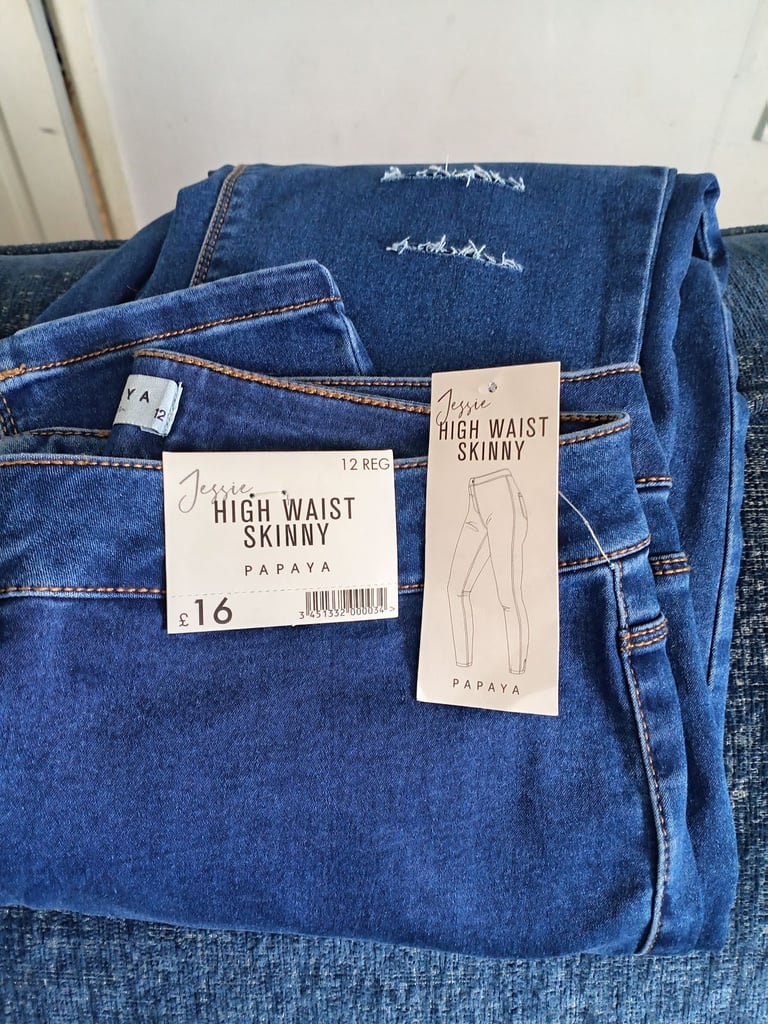 YA
12
12 REG
Jessie
HIGH WAIST
SKINNY
PAPAYA
£16
3 451332 000034 >
Jessie
HIGH WAIST
SKINNY
PAPAYA